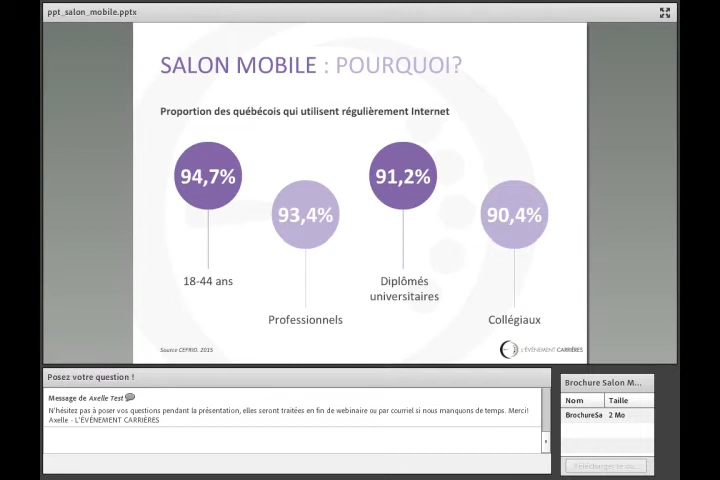 ppt_salon_mobile.pptx
SALON MOBILE : POURQUOI?
Proportion des québécois qui utilisent régulièrement Internet
94,7%
93,4%
91,2%
90,4%
18-44 ans
Professionnels
Diplômés
universitaires
Collégiaux
Source CEFRIO, 2015
L'ÉVÉNEMENT CARRIÈRES
Posez votre question !
Message de Axelle Test
N'hésitez pas à poser vos questions pendant la présentation, elles seront traitées en fin de webinaire ou par courriel si nous manquons de temps. Merci!
Axelle - L'ÉVÉNEMENT CARRIÈRES
Brochure Salon M...
Nom Taille
BrochureSa 2 Mo